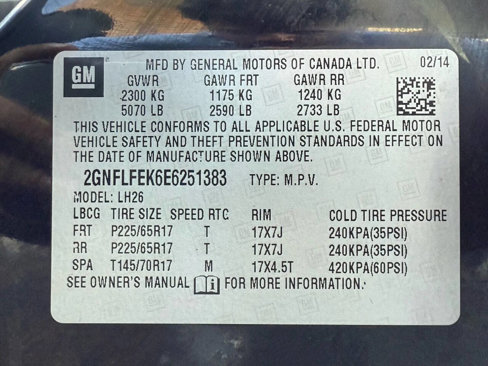 GM
MFD BY GENERAL MOTORS OF CANADA LTD. 02/14
GVWR GAWR FRT GAWR RR
2300 KG 1175 KG 1240 KG
5070 LB 2590 LB 2733 LB
THIS VEHICLE CONFORMS TO ALL APPLICABLE U.S. FEDERAL MOTOR
VEHICLE SAFETY AND THEFT PREVENTION STANDARDS IN EFFECT ON
THE DATE OF MANUFACTURE SHOWN ABOVE.
2GNFLFEK6E6251383 TYPE: M.P.V.
MODEL: LH26
LBCG TIRE SIZE SPEED RTC RIM COLD TIRE PRESSURE
FRT P225/65R17 T 17X7J 240KPA(35PSI)
RR P225/65R17 T 17X7J 240KPA(35PSI)
SPA T145/70R17 M 17X4.5T 420KPA(60PSI)
SEE OWNER'S MANUAL FOR MORE INFORMATION.